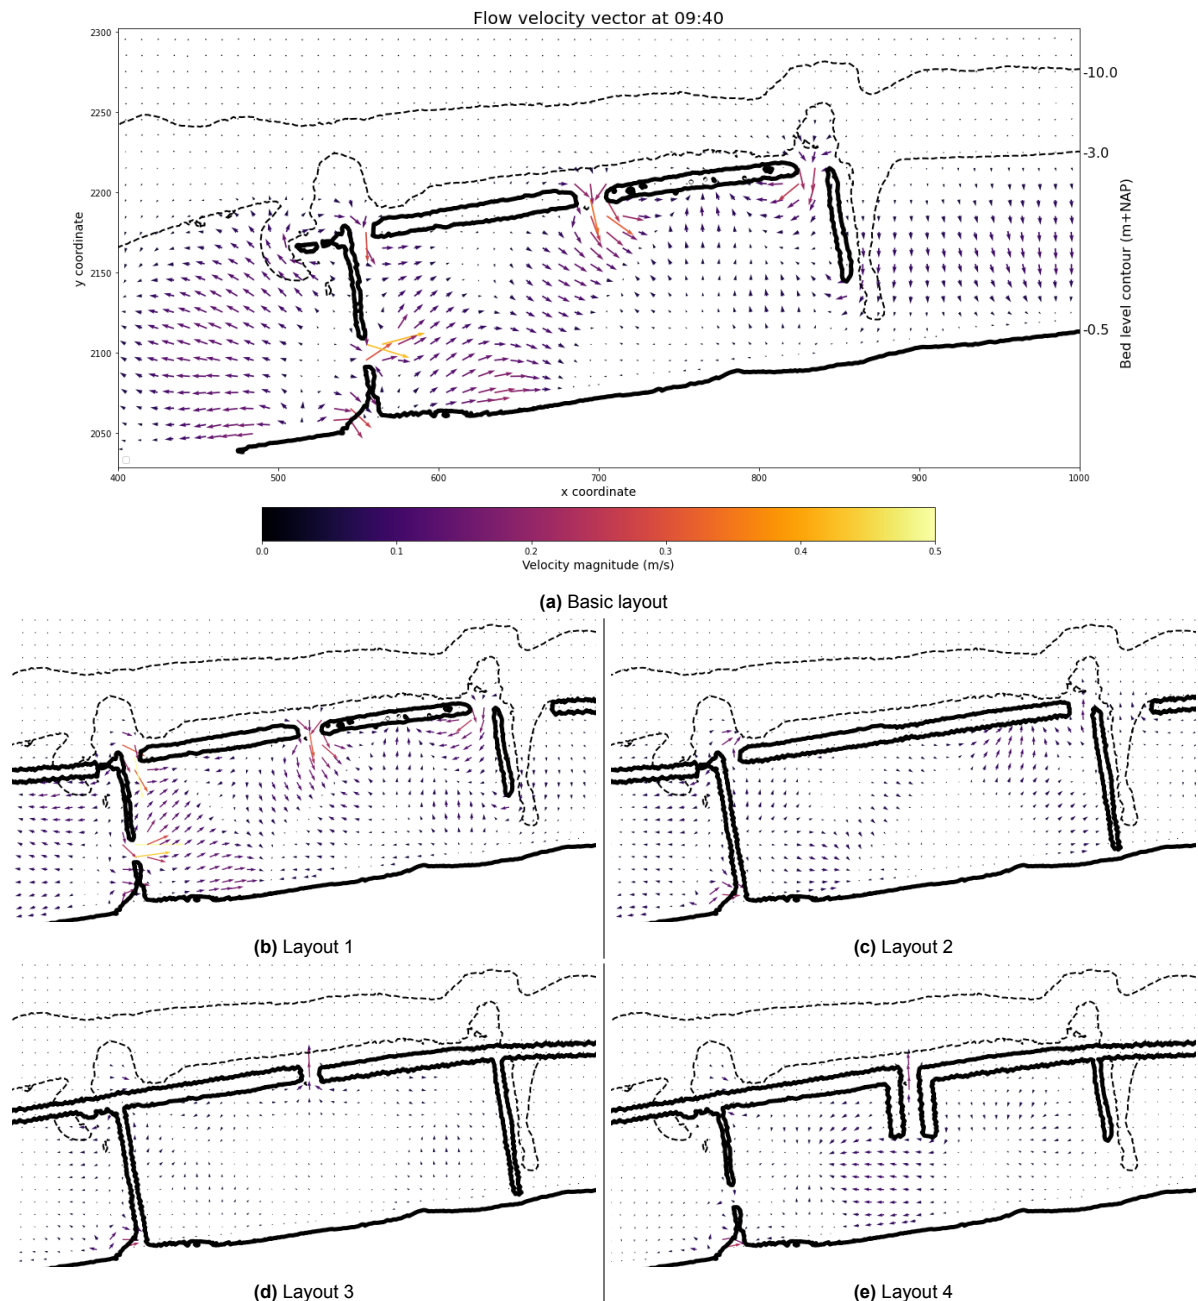 Flow velocity vector at 09:40
2300
2250
2200
2150
2100
2050
y coordinate
-10.0
-3.0
-0.5
Bed level contour (m+NAP)
400 500 600 700 800 900 1000
x coordinate
0.0 0.1 0.2 0.3 0.4 0.5
Velocity magnitude (m/s)
(a) Basic layout
(b) Layout 1
(c) Layout 2
(d) Layout 3
(e) Layout 4